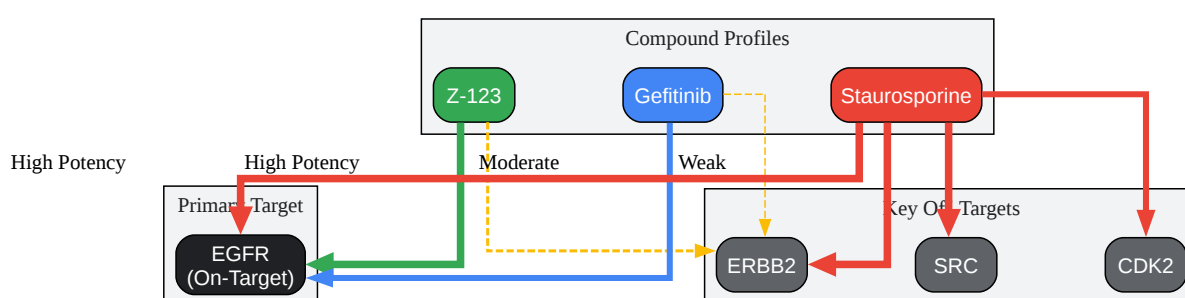 Compound Profiles
Z-123
Gefitinib
Staurosporine
High Potency
High Potency
Moderate
Weak
Primary Target
Key Off-Targets
EGFR
(On-Target)
ERBB2
SRC
CDK2